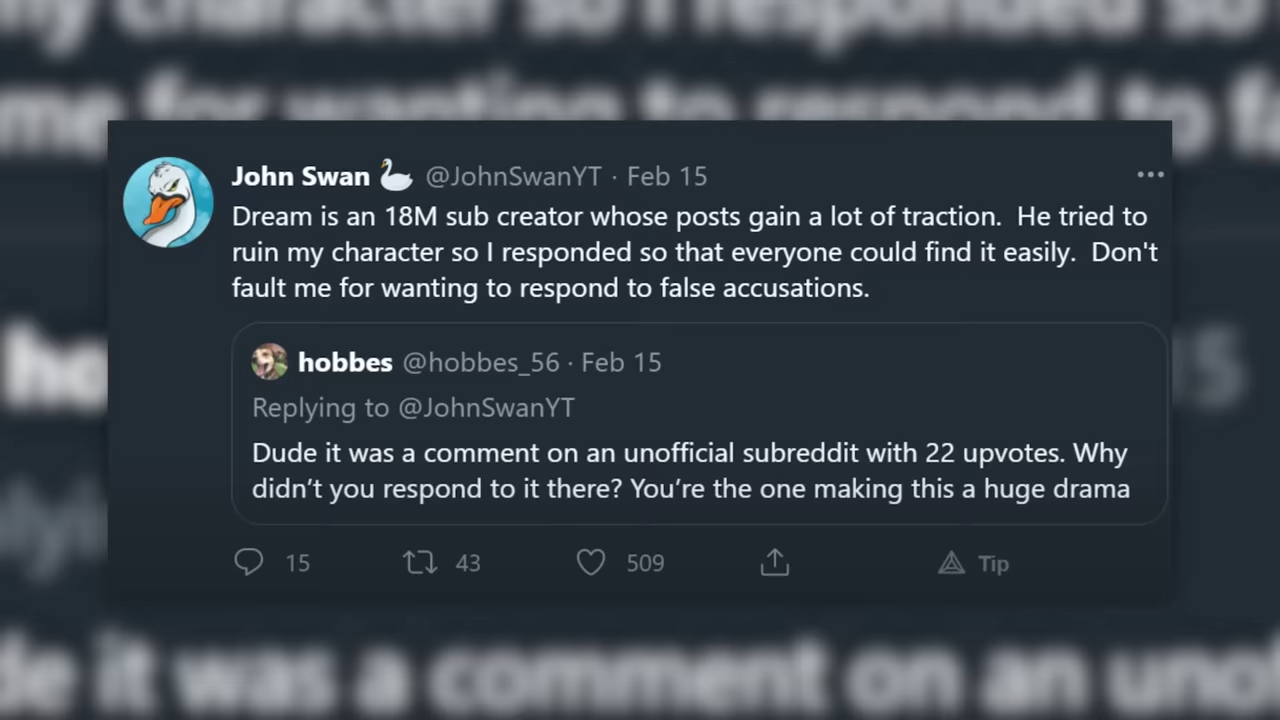 John Swan 🦢 @JohnSwanYT · Feb 15
Dream is an 18M sub creator whose posts gain a lot of traction.  He tried to
ruin my character so I responded so that everyone could find it easily.  Don't
fault me for wanting to respond to false accusations.
hobbes @hobbes_56 · Feb 15
Replying to @JohnSwanYT
Dude it was a comment on an unofficial subreddit with 22 upvotes. Why
didn’t you respond to it there? You’re the one making this a huge drama
15 43 509 Tip